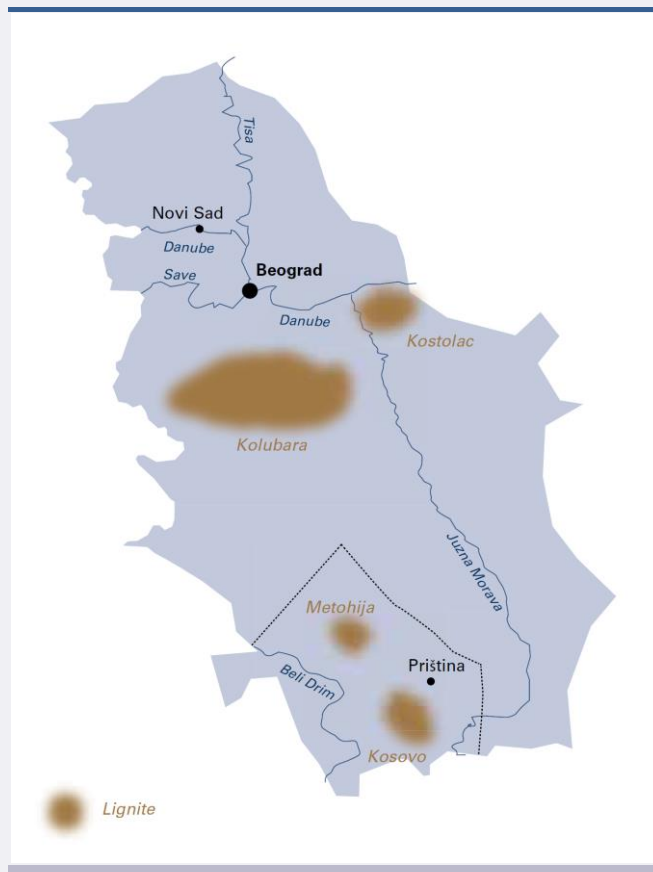 Tisa
Novi Sad
Danube
Save
Beograd
Danube
Kostolac
Kolubara
Juzna Morava
Metohija
Priština
Beli Drim
Kosovo
Lignite